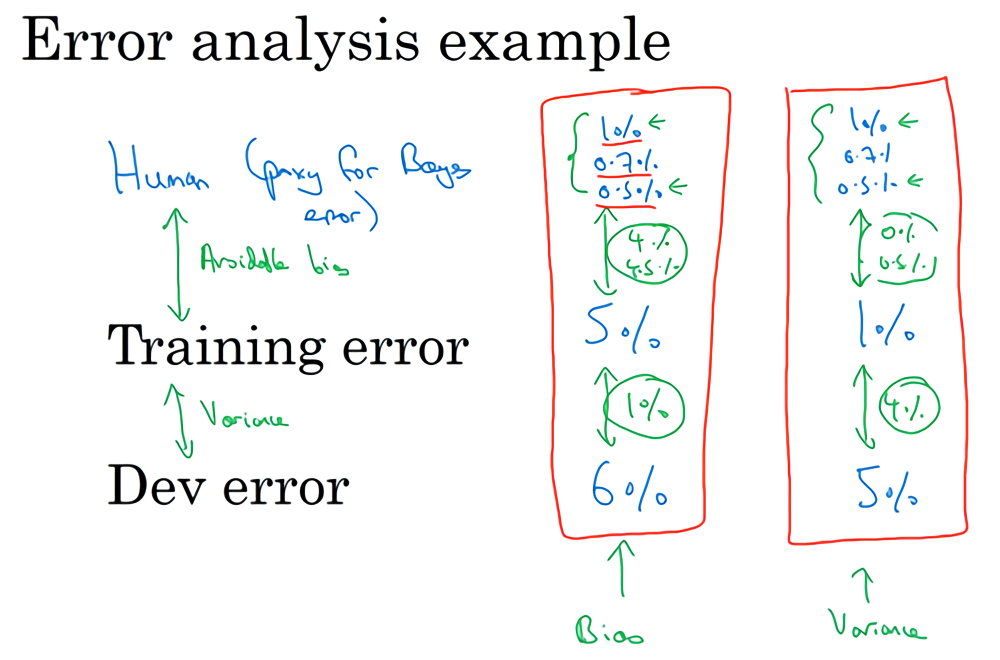 Error analysis example
Human (proxy for Bayes
error)
1% ← 1% ←
0.7% 0.7%
0.5% ← 0.5% ←
Avoidable bias
4% 0%
4.5% 0.5%
Training error 5% 1%
Variance 1% 4%
Dev error 6% 5%
↑ ↑
Bias Variance